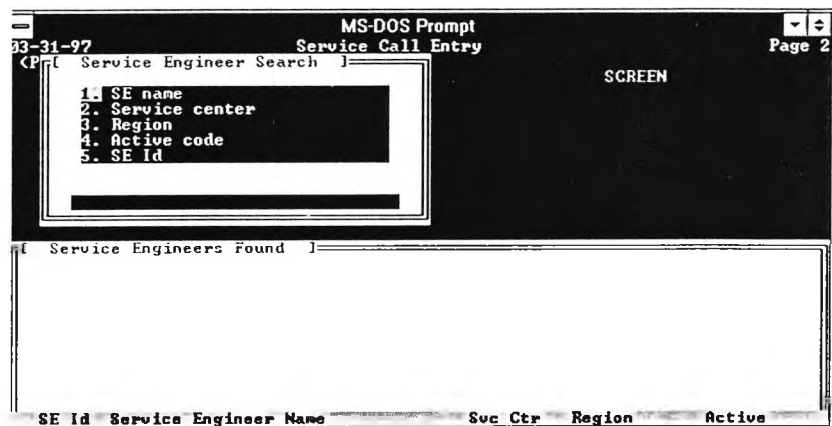 MS-DOS Prompt
03-31-97 Service Call Entry Page 2
<P [ Service Engineer Search ]
SCREEN
1. SE name
2. Service center
3. Region
4. Active code
5. SE Id
[ Service Engineers Found ]
SE Id Service Engineer Name Svc Ctr Region Active